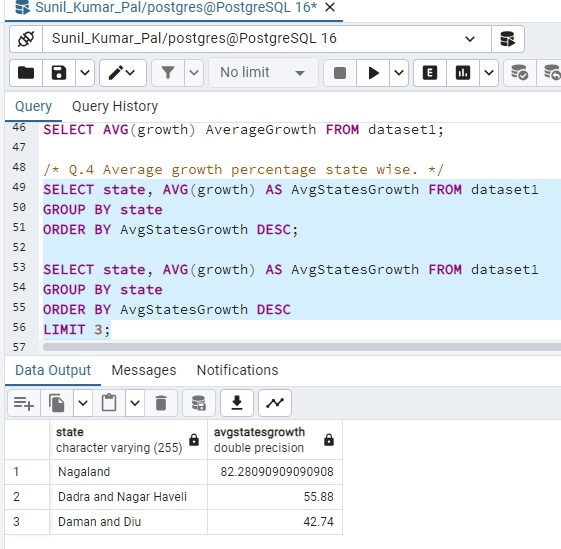 Sunil_Kumar_Pal/postgres@PostgreSQL 16*
Sunil_Kumar_Pal/postgres@PostgreSQL 16
No limit
E
Query Query History
46 SELECT AVG(growth) AverageGrowth FROM dataset1;
47
48 /* Q.4 Average growth percentage state wise. */
49 SELECT state, AVG(growth) AS AvgStatesGrowth FROM dataset1
50 GROUP BY state
51 ORDER BY AvgStatesGrowth DESC;
52
53 SELECT state, AVG(growth) AS AvgStatesGrowth FROM dataset1
54 GROUP BY state
55 ORDER BY AvgStatesGrowth DESC
56 LIMIT 3;
57
Data Output Messages Notifications
state avgstatesgrowth
character varying (255) double precision
1 Nagaland 82.28090909090908
2 Dadra and Nagar Haveli 55.88
3 Daman and Diu 42.74